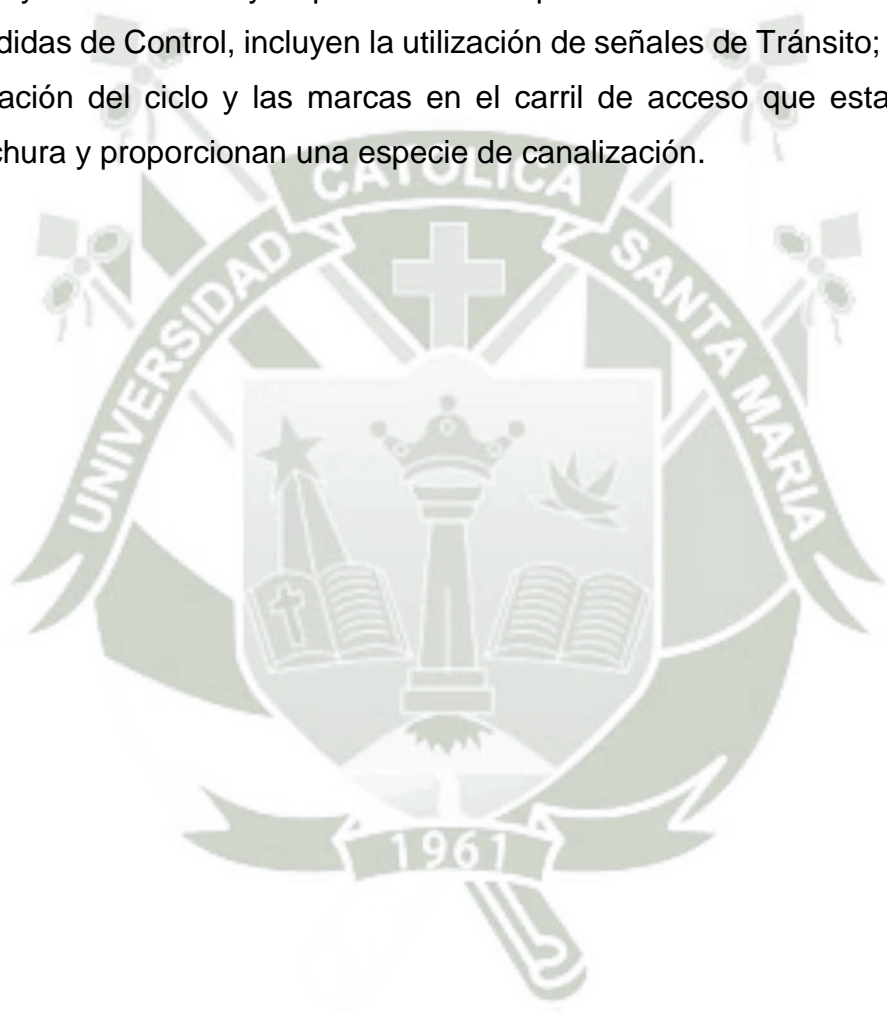 didas de Control, incluyen la utilización de señales de Tránsito;
ación del ciclo y las marcas en el carril de acceso que esta
chura y proporcionan una especie de canalización.
UNIVERSIDAD CATOLICA SANTA MARIA
1961